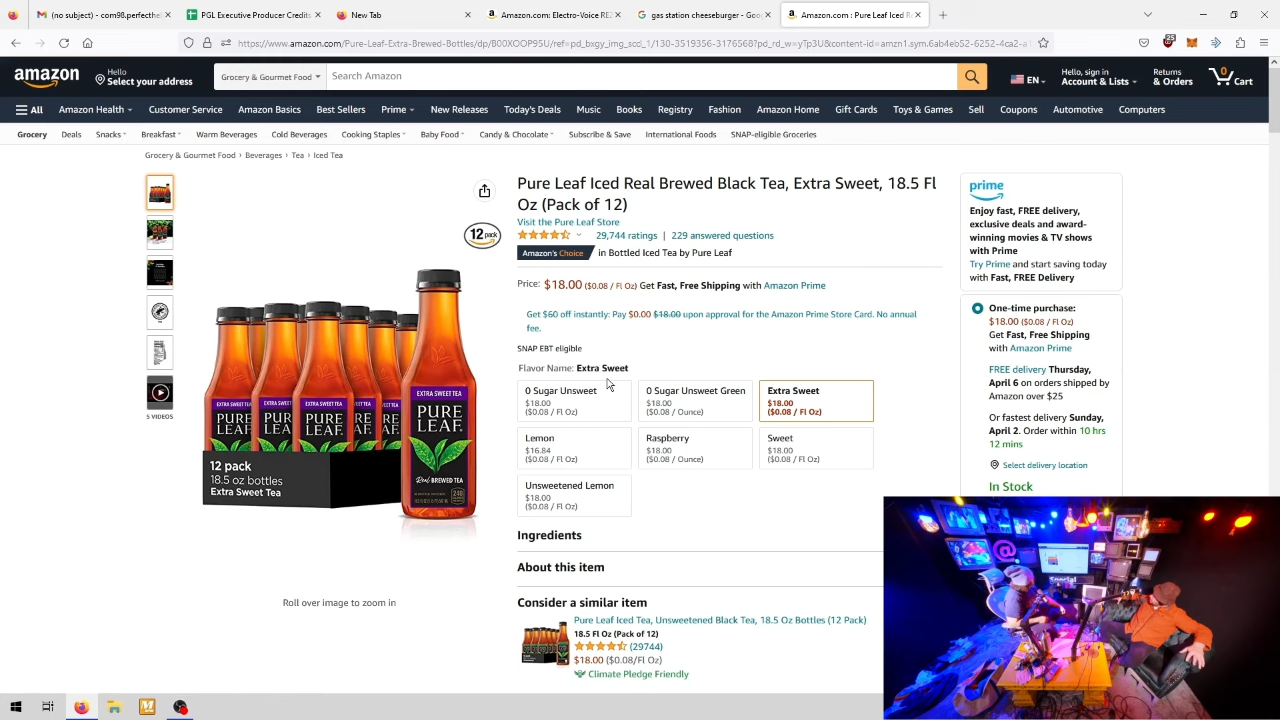 (no subject) - com98.perfecthel
PGL Executive Producer Credits
New Tab
Amazon.com: Electro-Voice RE2
gas station cheeseburger - Goo
Amazon.com : Pure Leaf Iced Re
https://www.amazon.com/Pure-Leaf-Extra-Brewed-Bottles/dp/B00XOOP95U/ref=pd_bxgy_img_sccl_1/130-3519356-3176568?pd_rd_w=yTp3U&content-id=amzn1.sym.6ab4eb52-6252-4ca2-a1
amazon
Hello
Select your address
Grocery & Gourmet Food
Search Amazon
EN
Hello, sign in
Account & Lists
Returns
& Orders
0
Cart
All
Amazon Health
Customer Service
Amazon Basics
Best Sellers
Prime
New Releases
Today's Deals
Music
Books
Registry
Fashion
Amazon Home
Gift Cards
Toys & Games
Sell
Coupons
Automotive
Computers
Grocery
Deals
Snacks
Breakfast
Warm Beverages
Cold Beverages
Cooking Staples
Baby Food
Candy & Chocolate
Subscribe & Save
International Foods
SNAP-eligible Groceries
Grocery & Gourmet Food › Beverages › Tea › Iced Tea
5 VIDEOS
12 pack
EXTRA SWEET TEA
PURE
LEAF
Real BREWED TEA
12 pack
18.5 oz bottles
Extra Sweet Tea
Roll over image to zoom in
Pure Leaf Iced Real Brewed Black Tea, Extra Sweet, 18.5 Fl
Oz (Pack of 12)
Visit the Pure Leaf Store
29,744 ratings | 229 answered questions
Amazon's Choice in Bottled Iced Tea by Pure Leaf
Price: $18.00 ($0.08 / Fl Oz) Get Fast, Free Shipping with Amazon Prime
Get $60 off instantly: Pay $0.00 $18.00 upon approval for the Amazon Prime Store Card. No annual
fee.
SNAP EBT eligible
Flavor Name: Extra Sweet
0 Sugar Unsweet
$18.00
($0.08 / Fl Oz)
0 Sugar Unsweet Green
$18.00
($0.08 / Ounce)
Extra Sweet
$18.00
($0.08 / Fl Oz)
Lemon
$16.84
($0.08 / Fl Oz)
Raspberry
$18.00
($0.08 / Ounce)
Sweet
$18.00
($0.08 / Fl Oz)
Unsweetened Lemon
$18.00
($0.08 / Fl Oz)
Ingredients
About this item
Consider a similar item
Pure Leaf Iced Tea, Unsweetened Black Tea, 18.5 Oz Bottles (12 Pack)
18.5 Fl Oz (Pack of 12)
(29744)
$18.00 ($0.08/Fl Oz)
Climate Pledge Friendly
prime
Enjoy fast, FREE delivery,
exclusive deals and award-
winning movies & TV shows
with Prime
Try Prime and start saving today
with Fast, FREE Delivery
One-time purchase:
$18.00 ($0.08 / Fl Oz)
Get Fast, Free Shipping
with Amazon Prime
FREE delivery Thursday,
April 6 on orders shipped by
Amazon over $25
Or fastest delivery Sunday,
April 2. Order within 10 hrs
12 mins
Select delivery location
In Stock